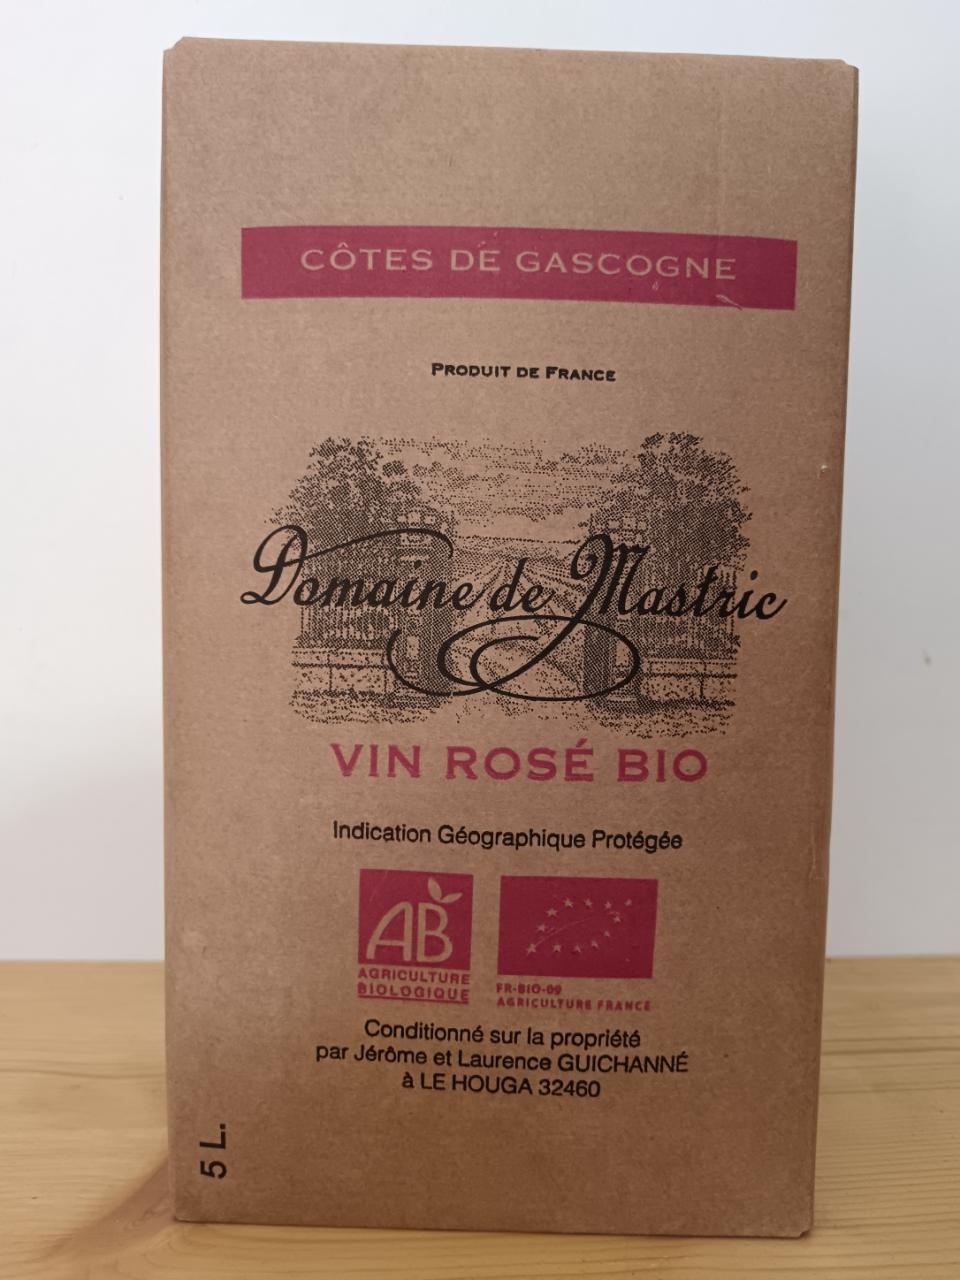 CÔTES DE GASCOGNE
PRODUIT DE FRANCE
Domaine de Mastric
VIN ROSÉ BIO
Indication Géographique Protégée
AB
AGRICULTURE
BIOLOGIQUE
FR-BIO-09
AGRICULTURE FRANCE
Conditionné sur la propriété
par Jérôme et Laurence GUICHANNÉ
à LE HOUGA 32460
5 L.